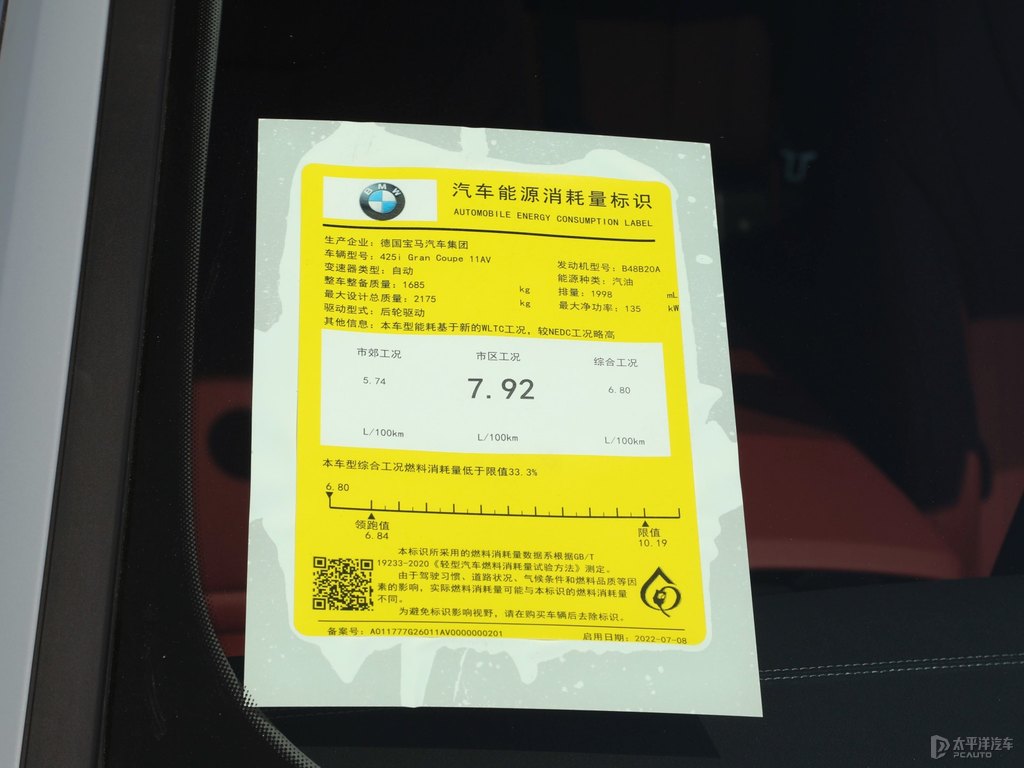 BMW
汽车能源消耗量标识
AUTOMOBILE ENERGY CONSUMPTION LABEL
生产企业：德国宝马汽车集团
车辆型号：425i Gran Coupe 11AV
发动机型号：B48B20A
变速器类型：自动
能源种类：汽油
整车整备质量：1685 kg
排量：1998 mL
最大设计总质量：2175 kg
最大净功率：135 kW
驱动型式：后轮驱动
其他信息：本车型能耗基于新的WLTC工况，较NEDC工况略高
市郊工况 市区工况 综合工况
5.74 7.92 6.80
L/100km L/100km L/100km
本车型综合工况燃料消耗量低于限值33.3%
6.80
领跑值 限值
6.84 10.19
本标识所采用的燃料消耗量数据系根据GB/T
19233-2020《轻型汽车燃料消耗量试验方法》测定。
由于驾驶习惯、道路状况、气候条件和燃料品质等因
素的影响，实际燃料消耗量可能与本标识的燃料消耗量
不同。
为避免标识影响视野，请在购买车辆后去除标识。
备案号：A011777G26011AV0000000201 启用日期：2022-07-08
太平洋汽车
PCAUTO